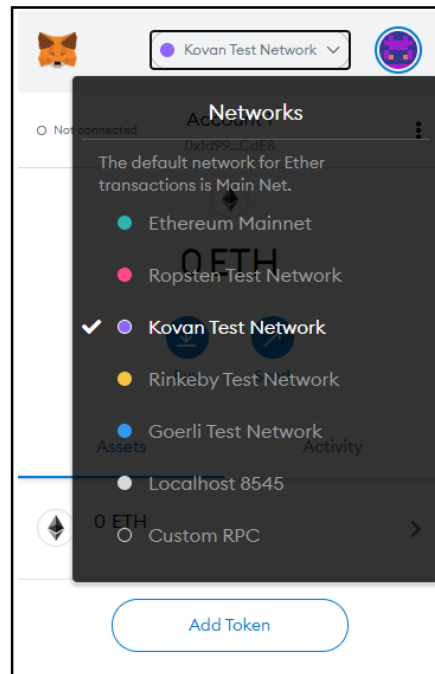 Kovan Test Network
Networks
Not connected
Account 1
0x1d99...CdE8
The default network for Ether
transactions is Main Net.
Ethereum Mainnet
0 ETH
Ropsten Test Network
Kovan Test Network
Rinkeby Test Network
Goerli Test Network
Assets
Activity
Localhost 8545
0 ETH
Custom RPC
Add Token